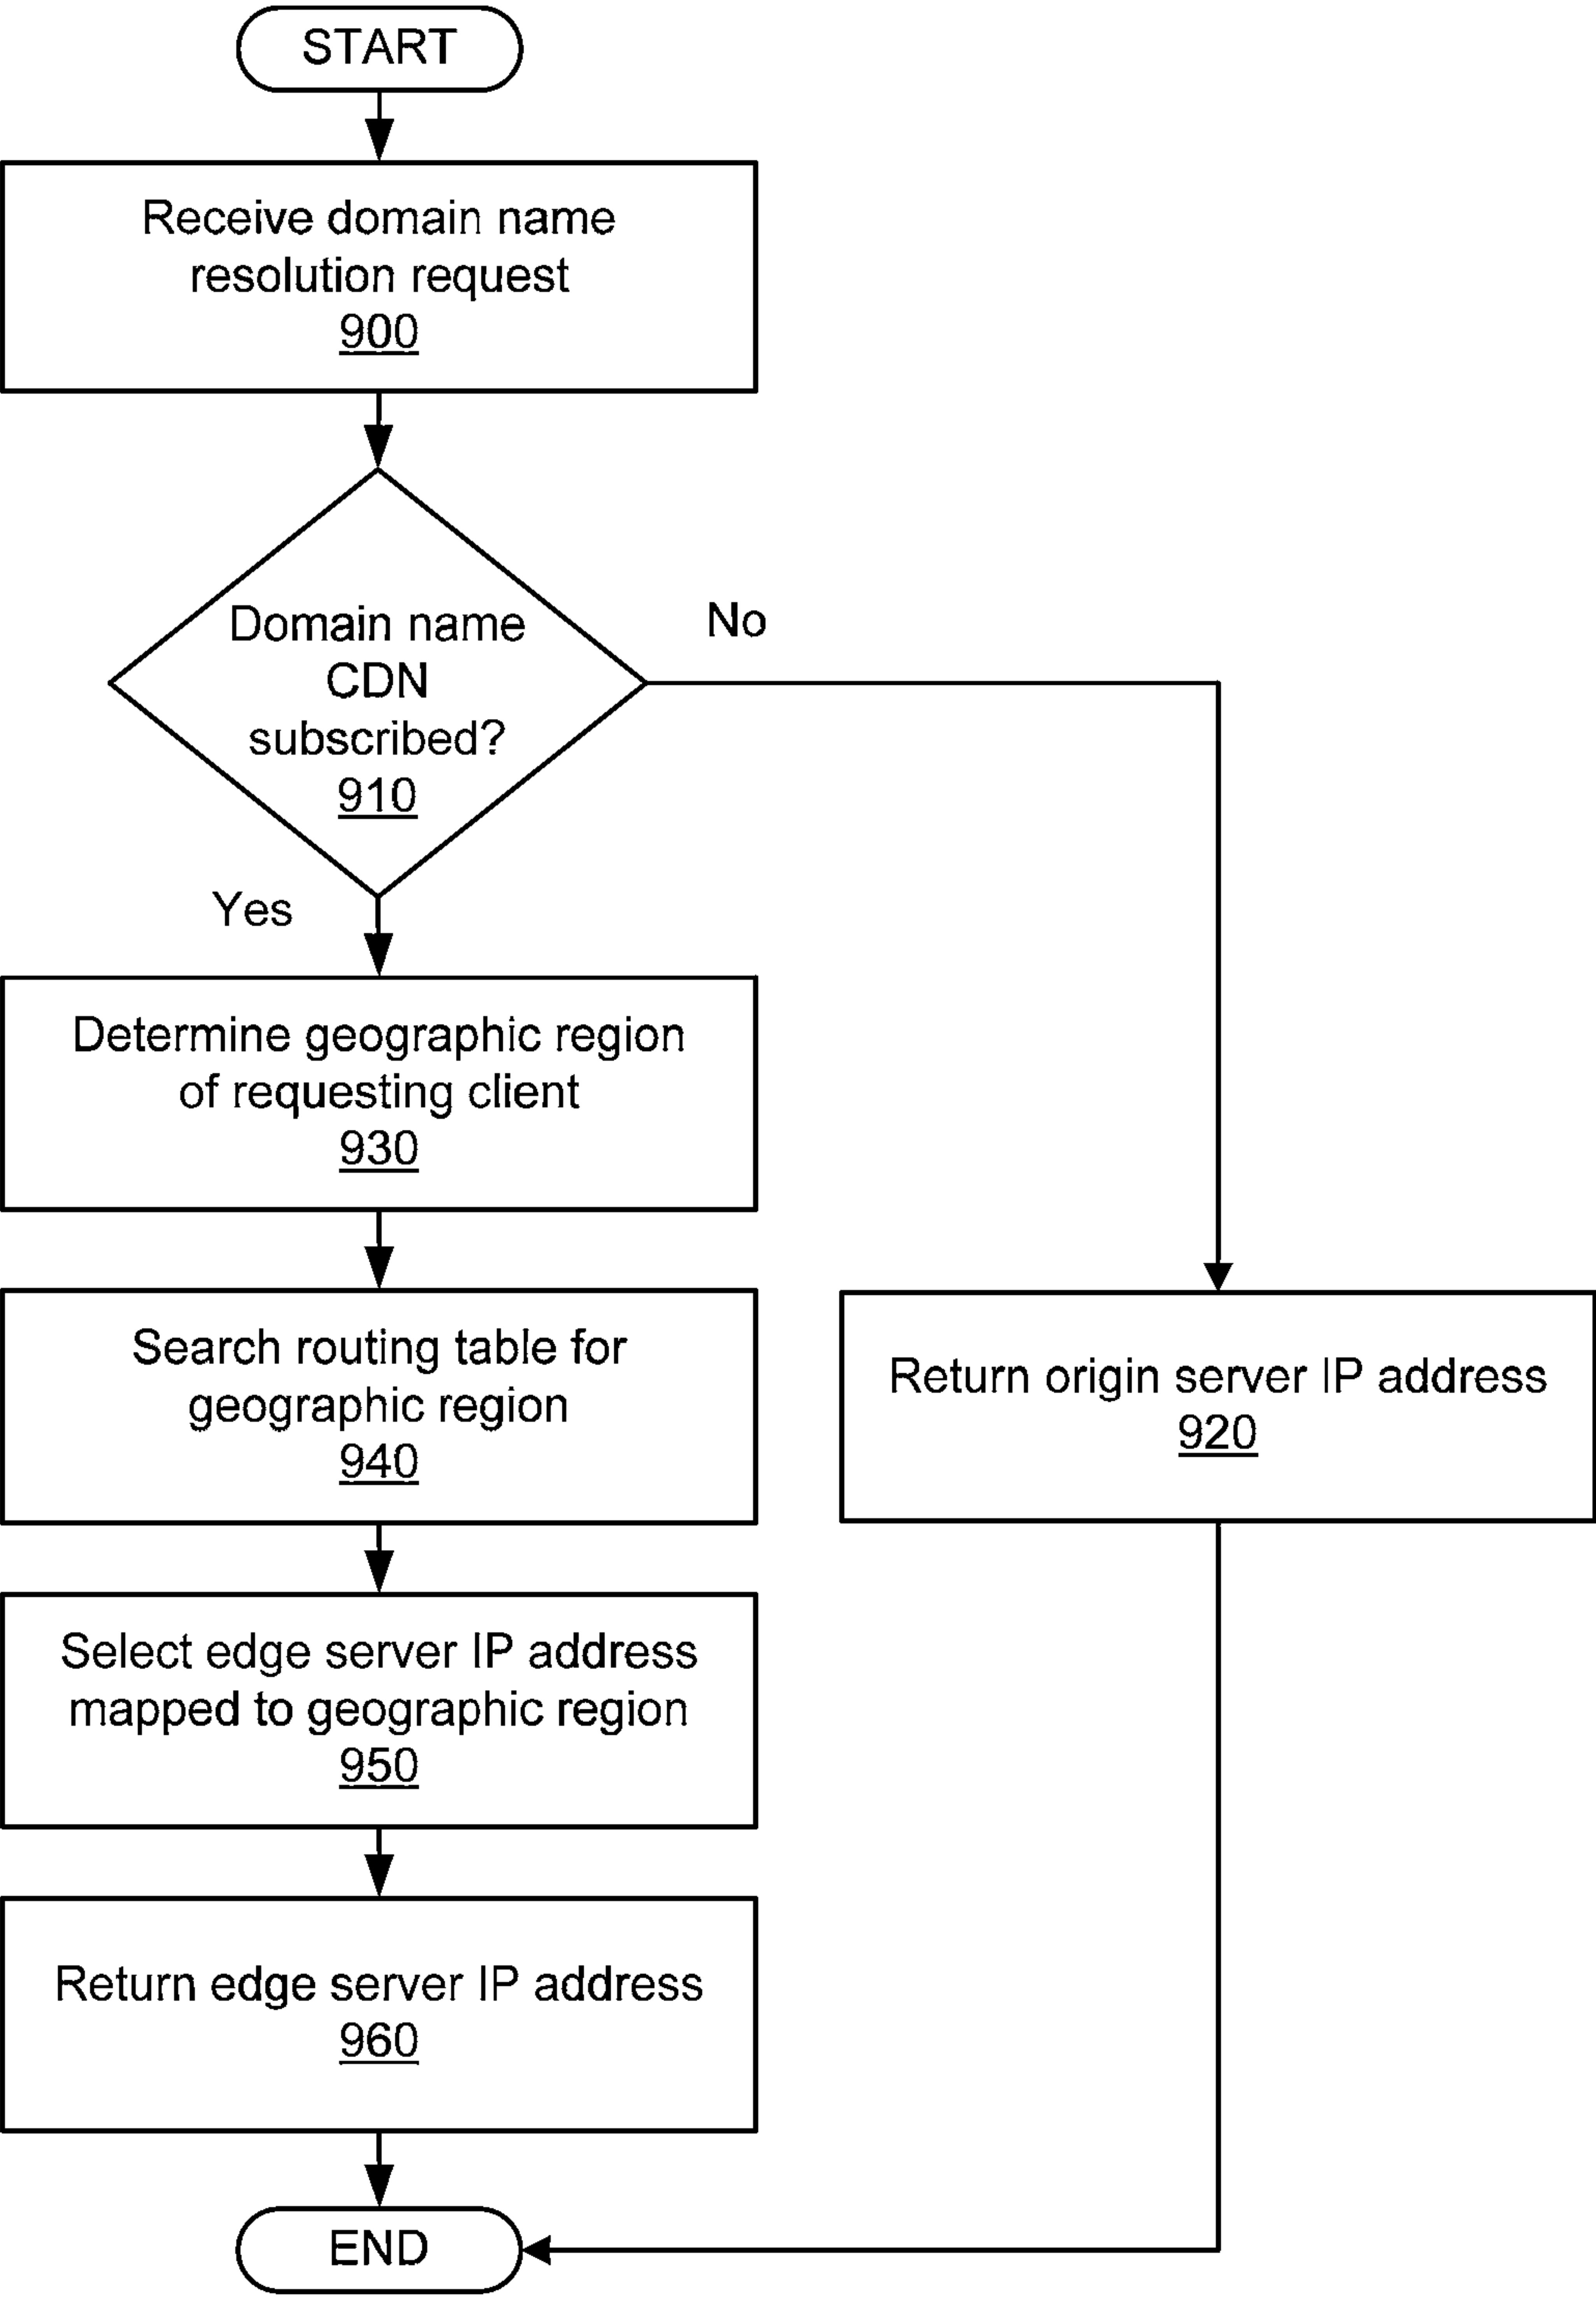 START
Receive domain name
resolution request
900
Domain name
CDN
subscribed?
910
No
Yes
Determine geographic region
of requesting client
930
Search routing table for
geographic region
940
Return origin server IP address
920
Select edge server IP address
mapped to geographic region
950
Return edge server IP address
960
END